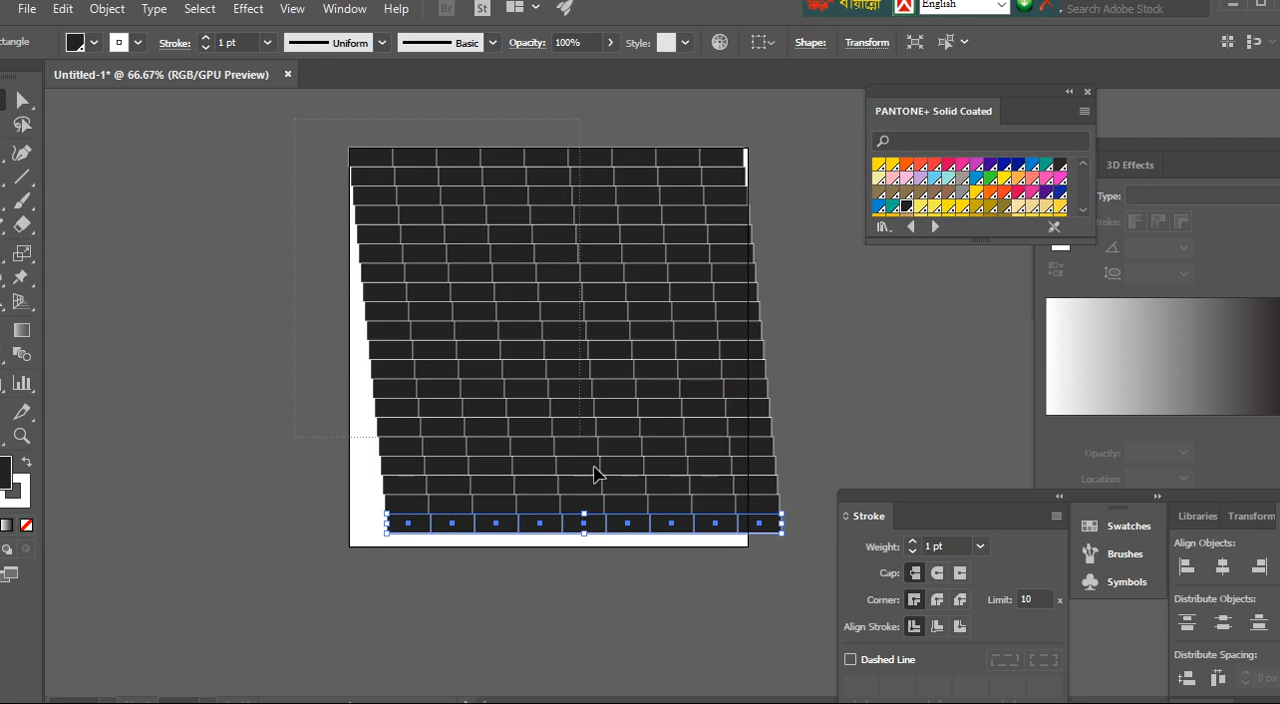 File Edit Object Type Select Effect View Window Help Br St বায়ান্নো English Search Adobe Stock
ctangle Stroke: 1 pt Uniform Basic Opacity: 100% Style: Shape: Transform
Untitled-1* @ 66.67% (RGB/GPU Preview)
PANTONE+ Solid Coated
3D Effects
Type:
Opacity:
Location:
Stroke
Weight: 1 pt
Cap:
Corner: Limit: 10 x
Align Stroke:
Dashed Line
Swatches
Brushes
Symbols
Libraries Transform
Align Objects:
Distribute Objects:
Distribute Spacing:
0 px